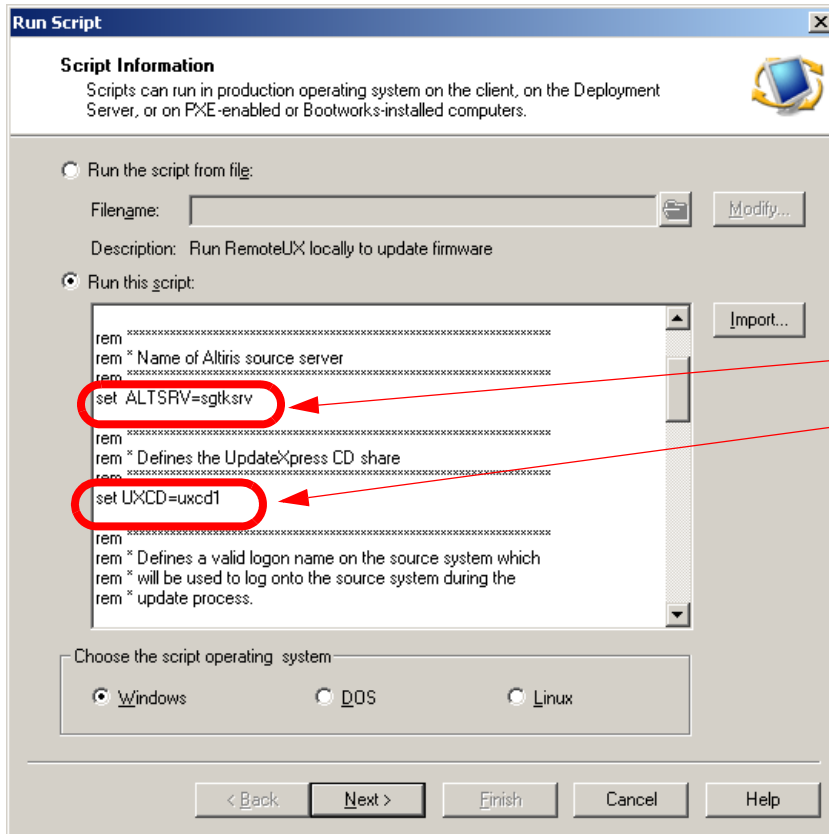 Run Script
Script Information
Scripts can run in production operating system on the client, on the Deployment
Server, or on PXE-enabled or Bootworks-installed computers.
Run the script from file:
Filename:
Modify...
Description: Run RemoteUX locally to update firmware
Run this script:
Import...
rem **********************************************************************
rem * Name of Altiris source server
rem **********************************************************************
set ALTSRV=sgtksrv
rem **********************************************************************
rem * Defines the UpdateXpress CD share
rem **********************************************************************
set UXCD=uxcd1
rem **********************************************************************
rem * Defines a valid logon name on the source system which
rem * will be used to log onto the source system during the
rem * update process.
Choose the script operating system
Windows
DOS
Linux
< Back
Next >
Finish
Cancel
Help